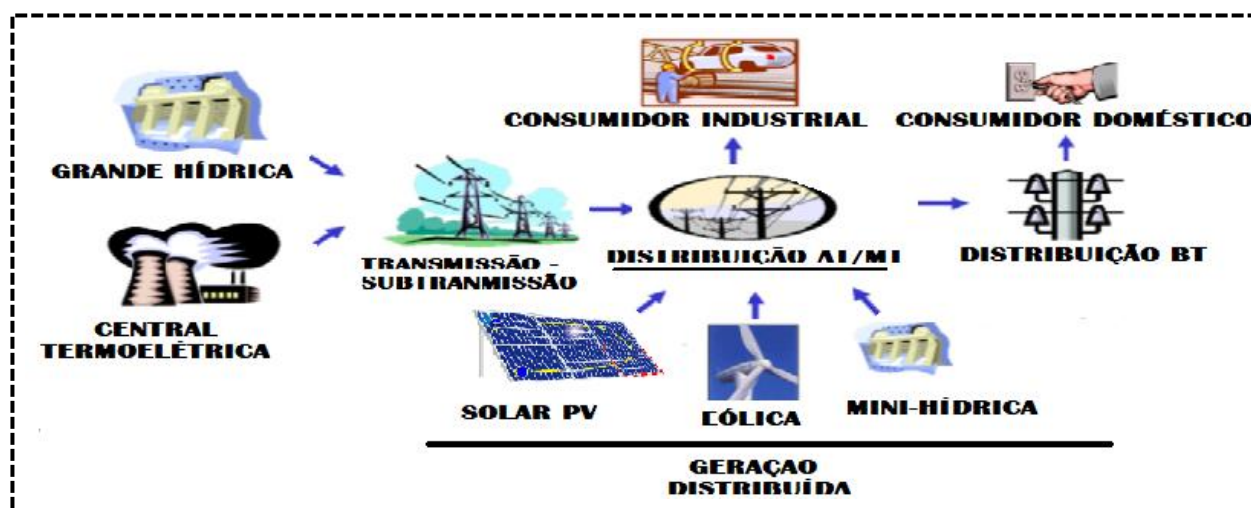 CONSUMIDOR INDUSTRIAL
CONSUMIDOR DOMÉSTICO
GRANDE HÍDRICA
TRANSMISSÃO -
SUBTRANMISSÃO
DISTRIBUIÇÃO AT/MT
DISTRIBUIÇÃO BT
CENTRAL
TERMOELÉTRICA
SOLAR PV
EÓLICA
MINI-HÍDRICA
GERAÇAO
DISTRIBUÍDA